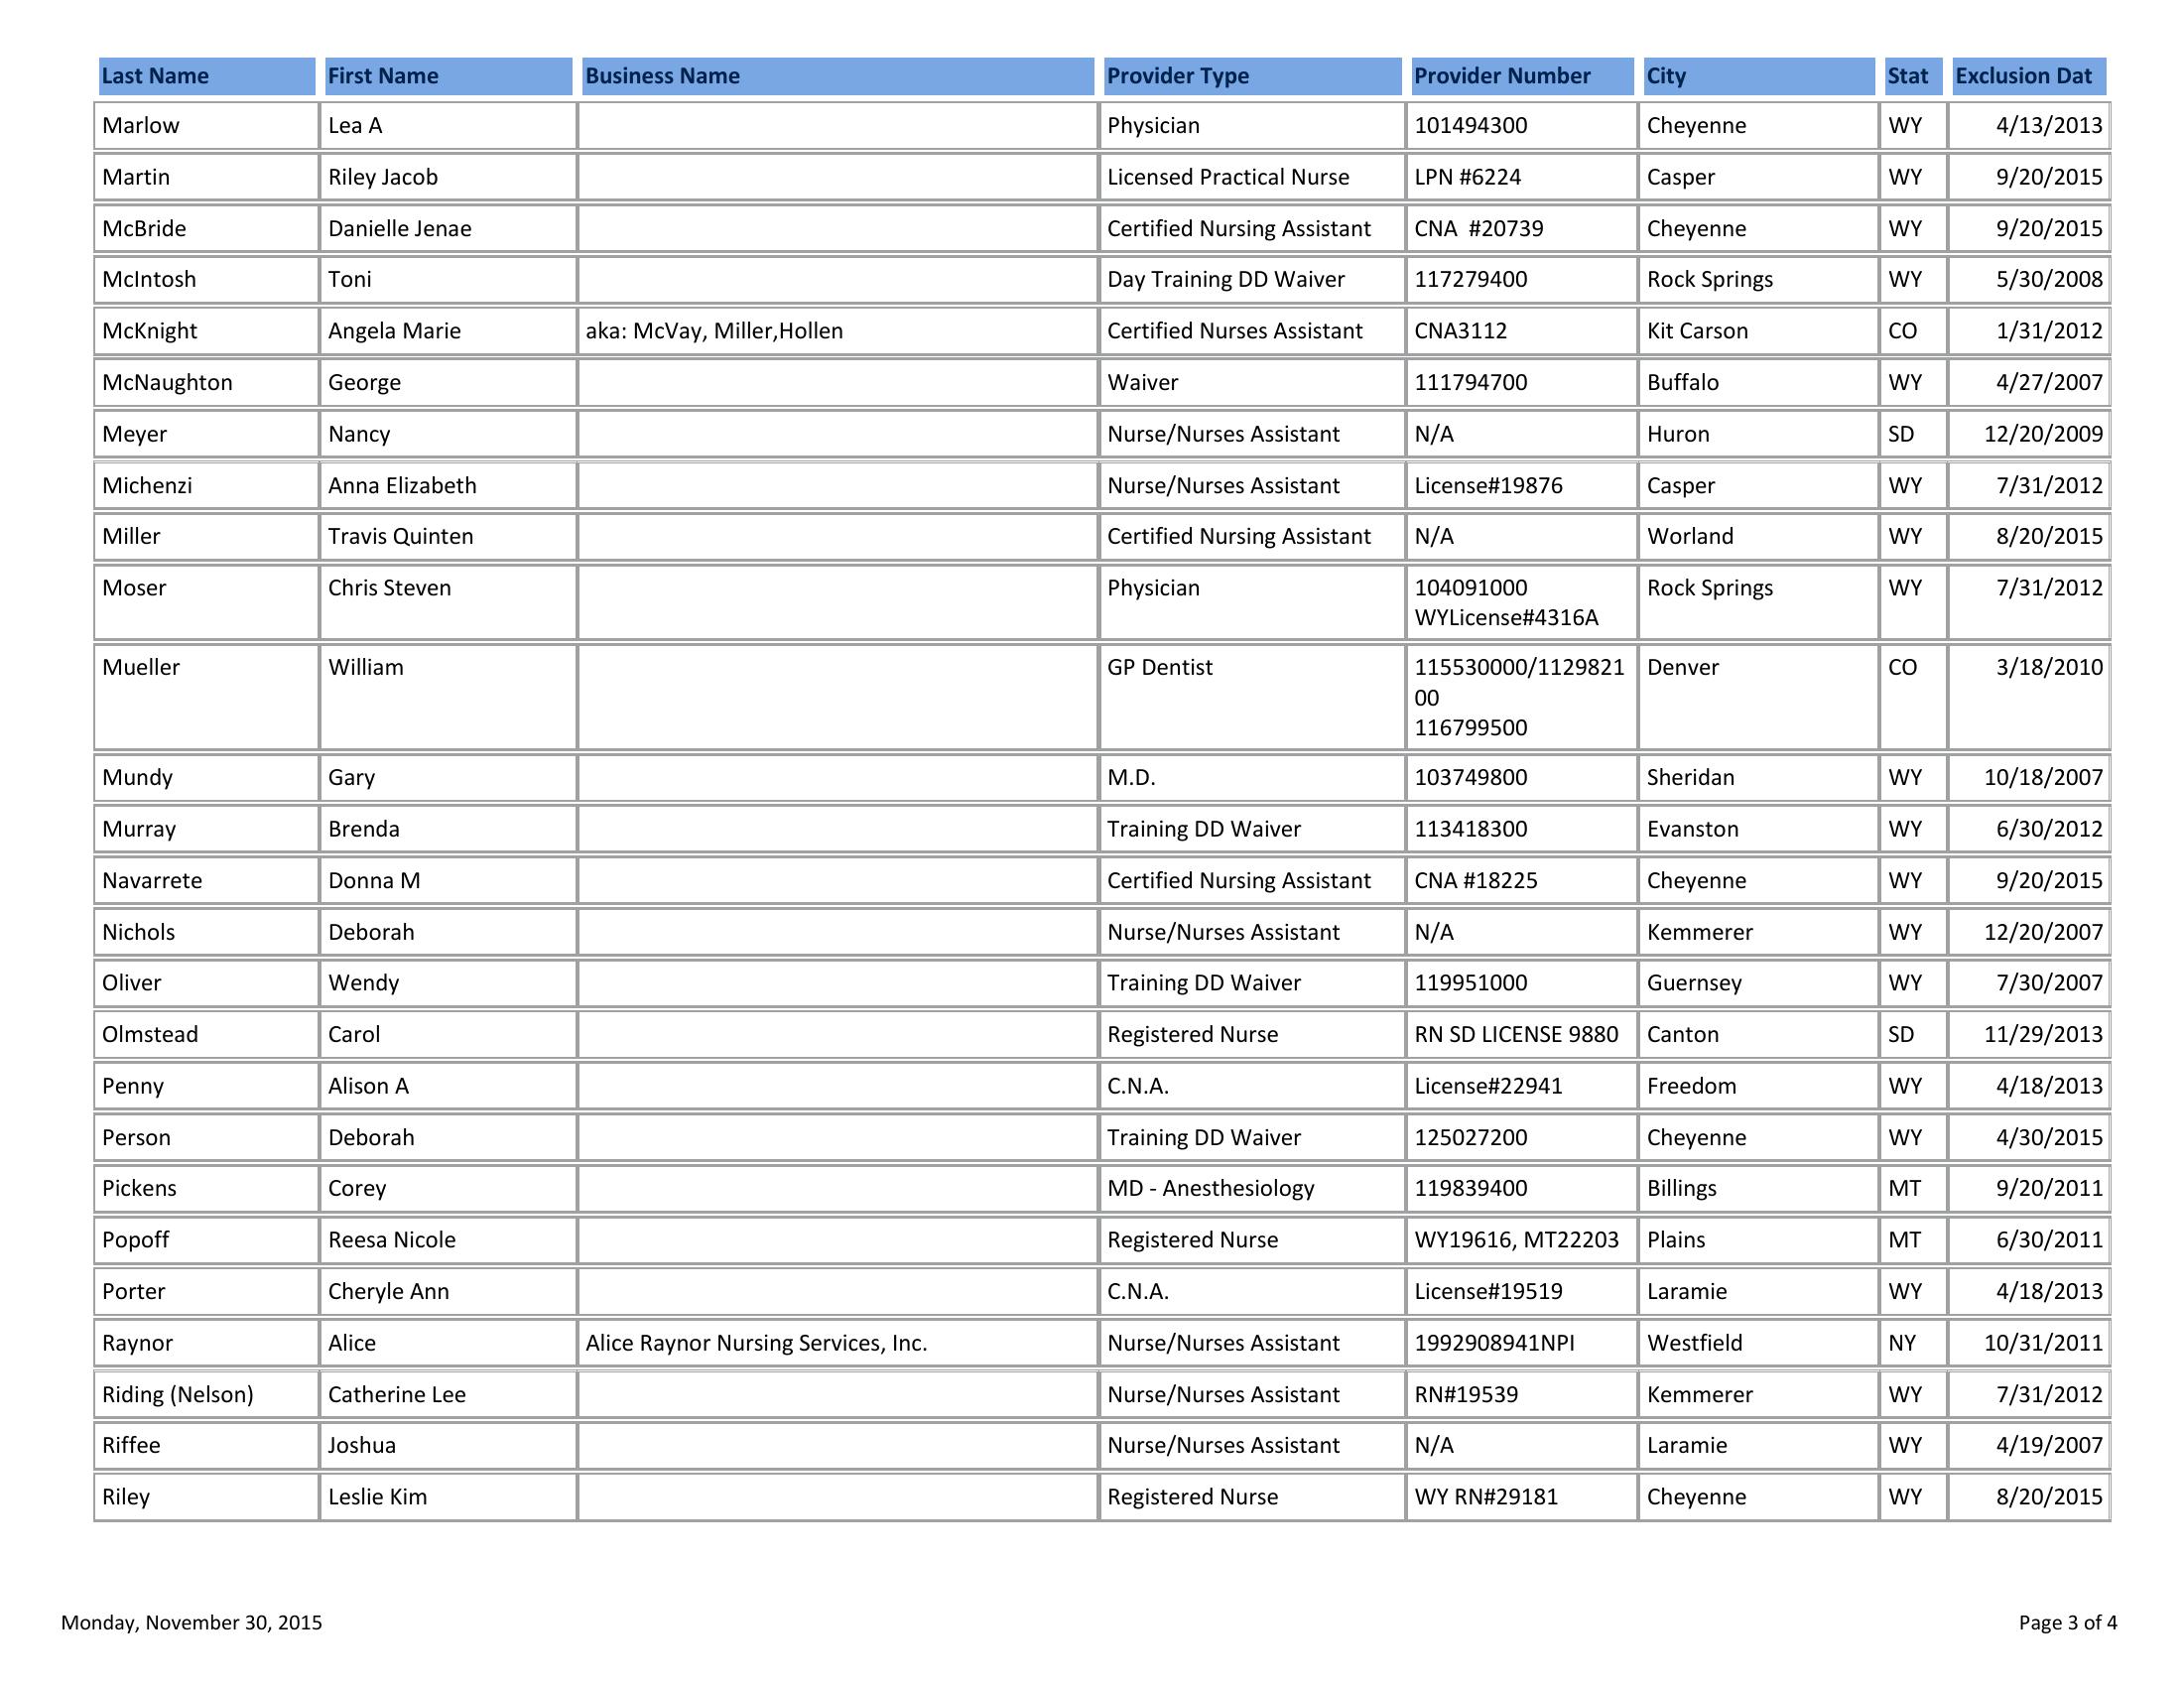 Last Name First Name Business Name Provider Type Provider Number City Stat Exclusion Dat
Marlow Lea A Physician 101494300 Cheyenne WY 4/13/2013
Martin Riley Jacob Licensed Practical Nurse LPN #6224 Casper WY 9/20/2015
McBride Danielle Jenae Certified Nursing Assistant CNA  #20739 Cheyenne WY 9/20/2015
McIntosh Toni Day Training DD Waiver 117279400 Rock Springs WY 5/30/2008
McKnight Angela Marie aka: McVay, Miller,Hollen Certified Nurses Assistant CNA3112 Kit Carson CO 1/31/2012
McNaughton George Waiver 111794700 Buffalo WY 4/27/2007
Meyer Nancy Nurse/Nurses Assistant N/A Huron SD 12/20/2009
Michenzi Anna Elizabeth Nurse/Nurses Assistant License#19876 Casper WY 7/31/2012
Miller Travis Quinten Certified Nursing Assistant N/A Worland WY 8/20/2015
Moser Chris Steven Physician 104091000 Rock Springs WY 7/31/2012
WYLicense#4316A
Mueller William GP Dentist 115530000/1129821 Denver CO 3/18/2010
00
116799500
Mundy Gary M.D. 103749800 Sheridan WY 10/18/2007
Murray Brenda Training DD Waiver 113418300 Evanston WY 6/30/2012
Navarrete Donna M Certified Nursing Assistant CNA #18225 Cheyenne WY 9/20/2015
Nichols Deborah Nurse/Nurses Assistant N/A Kemmerer WY 12/20/2007
Oliver Wendy Training DD Waiver 119951000 Guernsey WY 7/30/2007
Olmstead Carol Registered Nurse RN SD LICENSE 9880 Canton SD 11/29/2013
Penny Alison A C.N.A. License#22941 Freedom WY 4/18/2013
Person Deborah Training DD Waiver 125027200 Cheyenne WY 4/30/2015
Pickens Corey MD - Anesthesiology 119839400 Billings MT 9/20/2011
Popoff Reesa Nicole Registered Nurse WY19616, MT22203 Plains MT 6/30/2011
Porter Cheryle Ann C.N.A. License#19519 Laramie WY 4/18/2013
Raynor Alice Alice Raynor Nursing Services, Inc. Nurse/Nurses Assistant 1992908941NPI Westfield NY 10/31/2011
Riding (Nelson) Catherine Lee Nurse/Nurses Assistant RN#19539 Kemmerer WY 7/31/2012
Riffee Joshua Nurse/Nurses Assistant N/A Laramie WY 4/19/2007
Riley Leslie Kim Registered Nurse WY RN#29181 Cheyenne WY 8/20/2015
Monday, November 30, 2015 Page 3 of 4